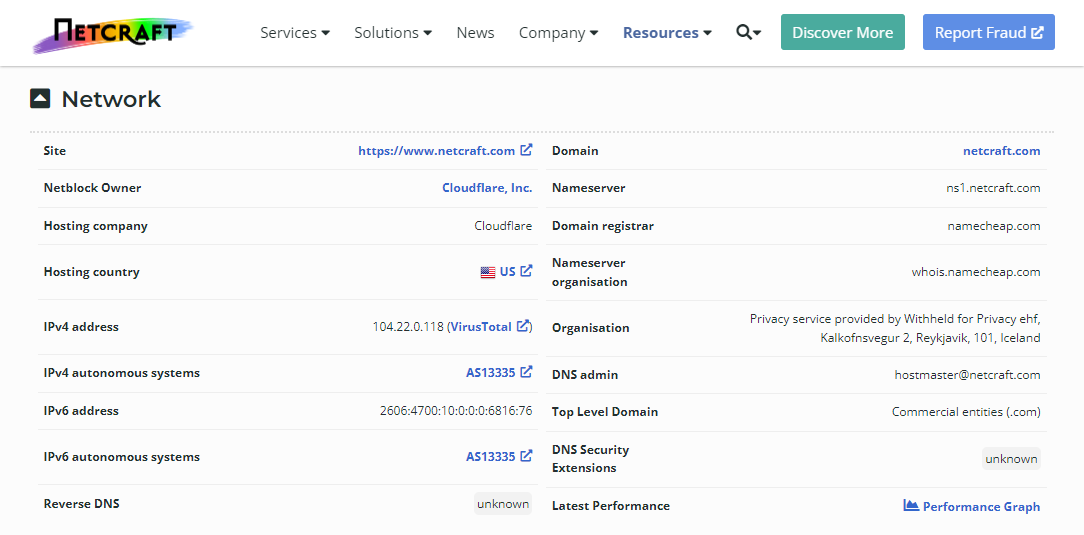 NETCRAFT
Services Solutions News Company Resources Discover More Report Fraud
Network
Site https://www.netcraft.com Domain netcraft.com
Netblock Owner Cloudflare, Inc. Nameserver ns1.netcraft.com
Hosting company Cloudflare Domain registrar namecheap.com
Hosting country US Nameserver organisation whois.namecheap.com
IPv4 address 104.22.0.118 (VirusTotal) Organisation Privacy service provided by Withheld for Privacy ehf,
Kalkofnsvegur 2, Reykjavik, 101, Iceland
IPv4 autonomous systems AS13335 DNS admin hostmaster@netcraft.com
IPv6 address 2606:4700:10:0:0:0:6816:76 Top Level Domain Commercial entities (.com)
IPv6 autonomous systems AS13335 DNS Security Extensions unknown
Reverse DNS unknown Latest Performance Performance Graph